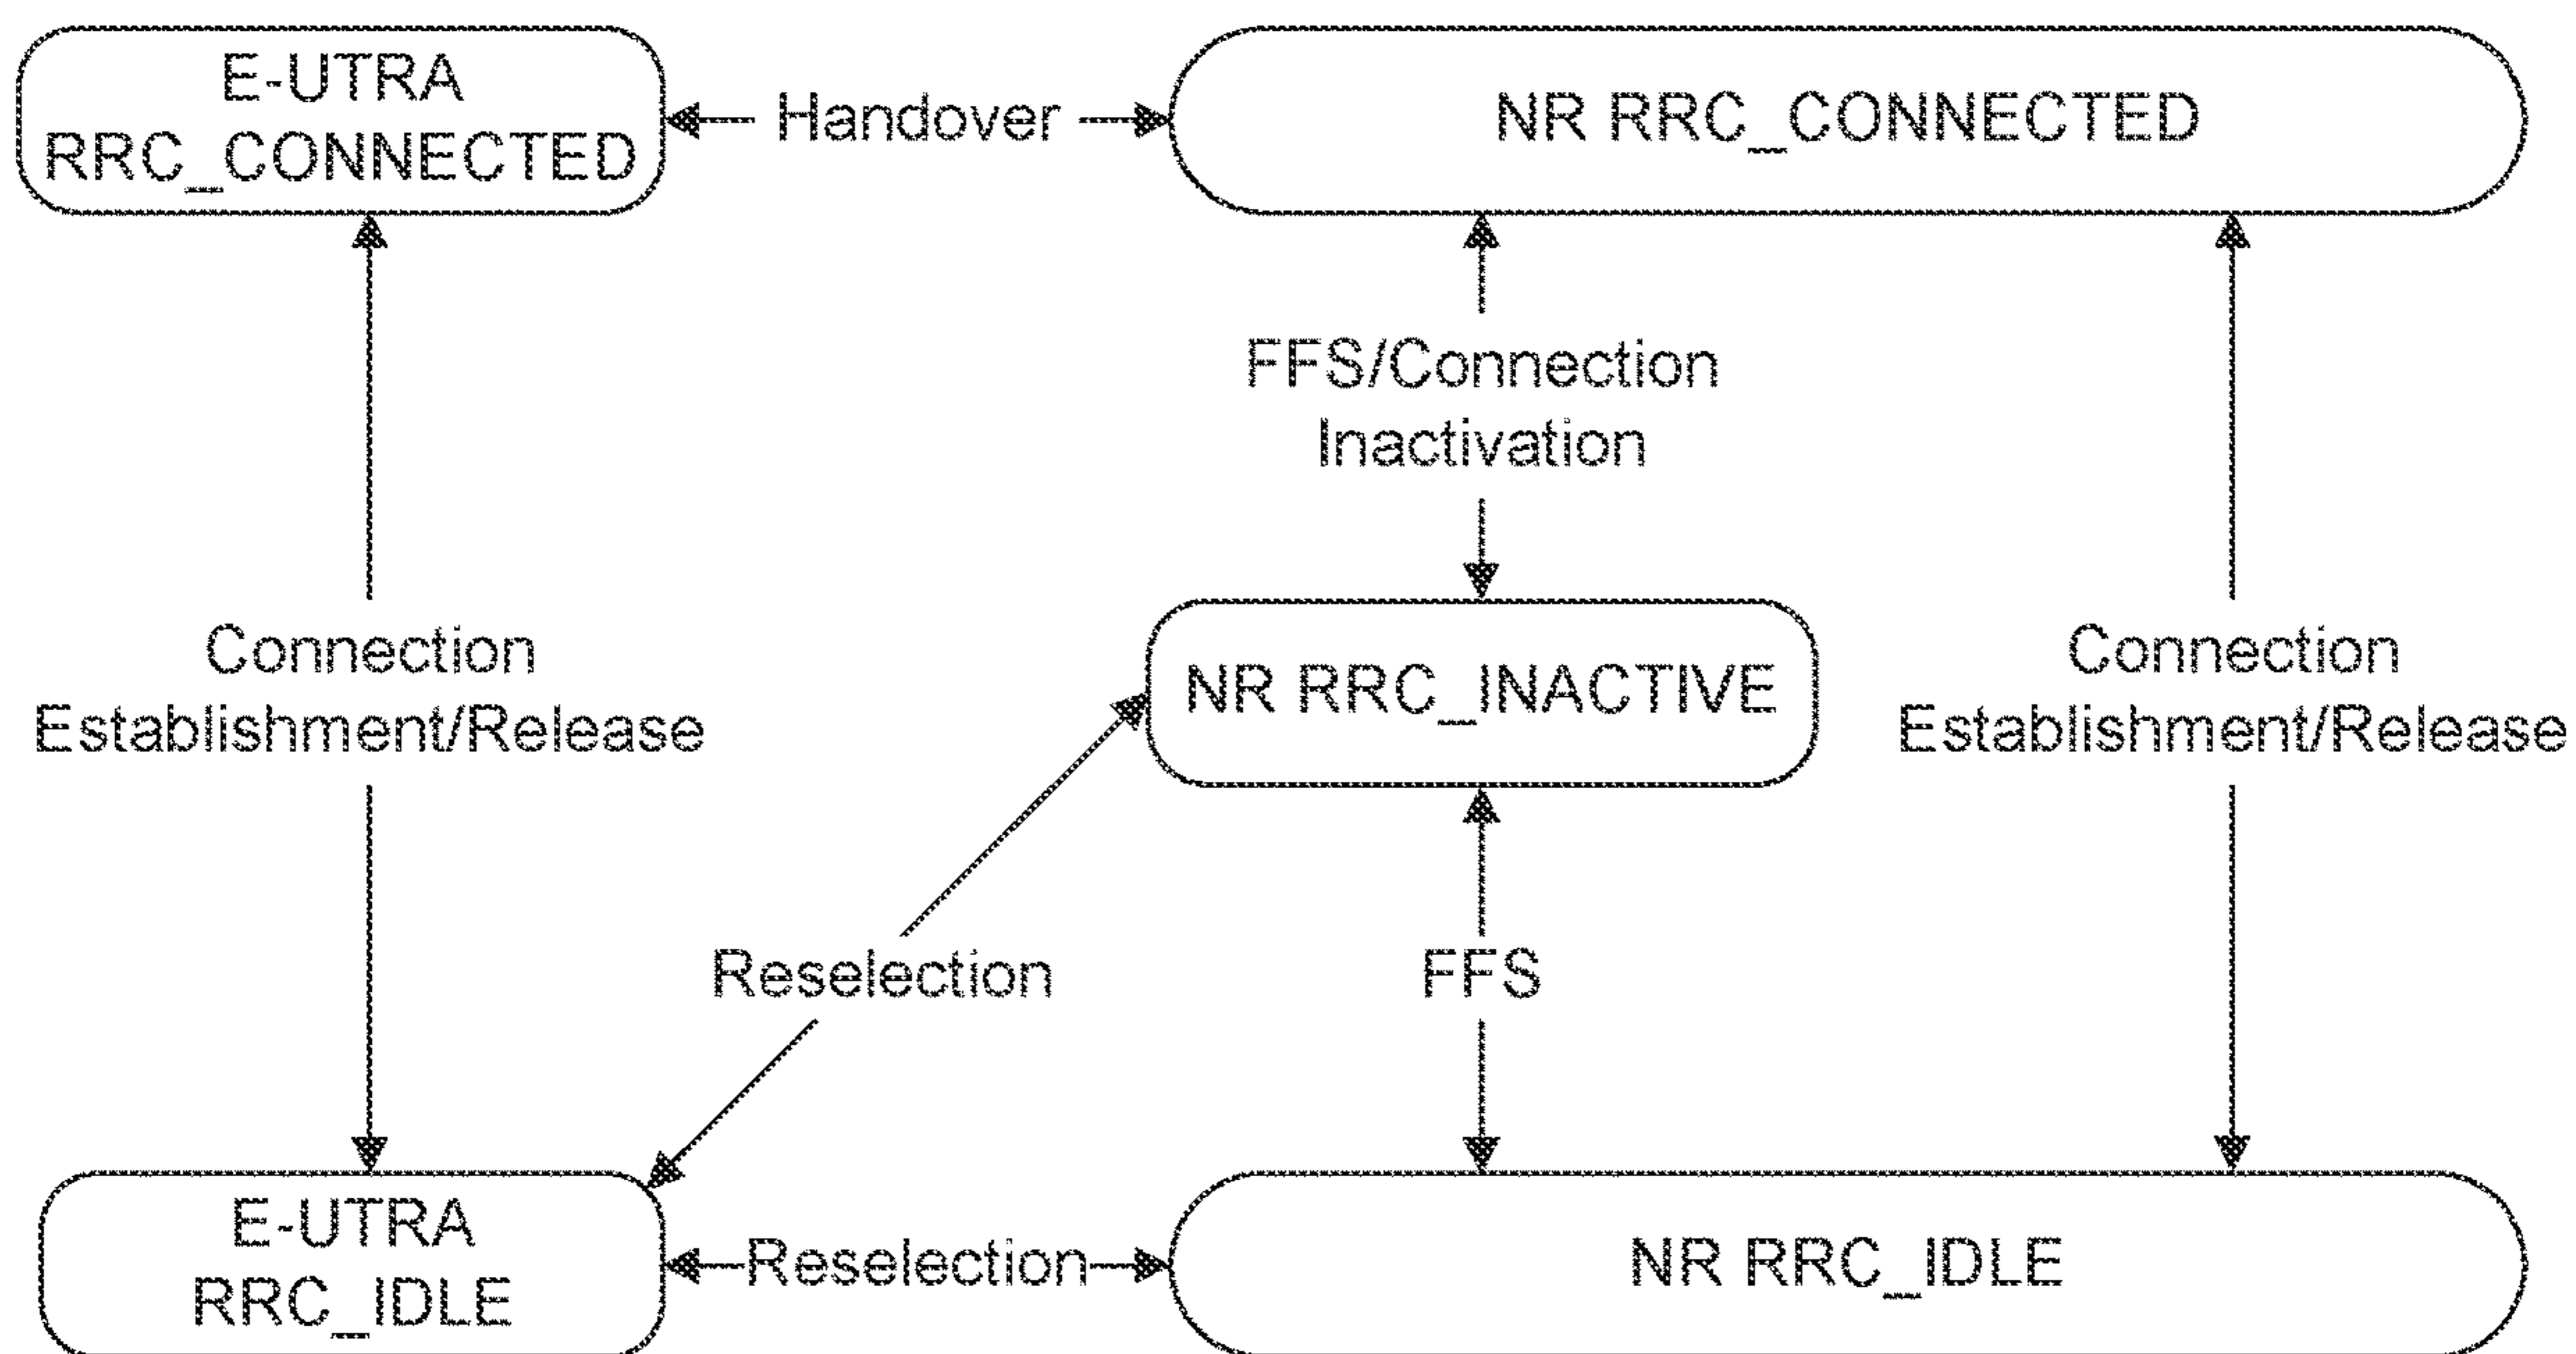 E-UTRA
RRC_CONNECTED
Handover
NR RRC_CONNECTED
FFS/Connection
Inactivation
Connection
Establishment/Release
NR RRC_INACTIVE
Connection
Establishment/Release
Reselection
FFS
E-UTRA
RRC_IDLE
Reselection
NR RRC_IDLE